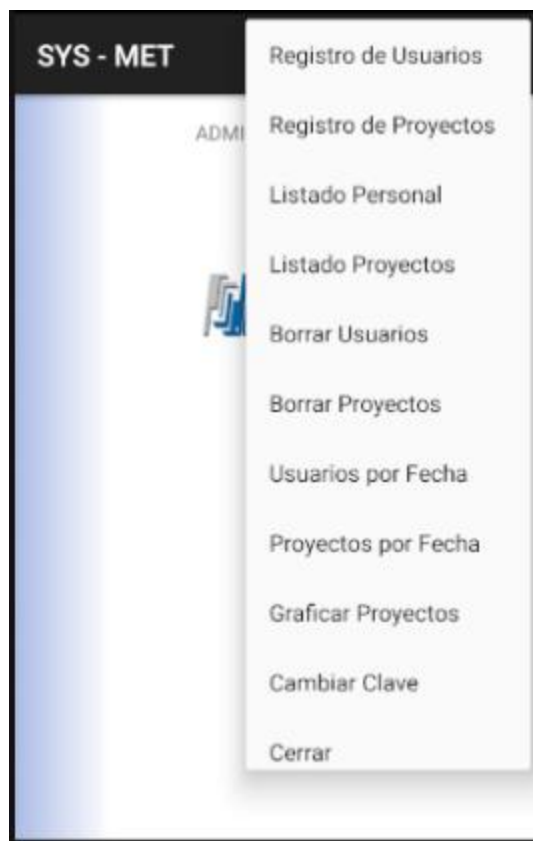 SYS - MET
ADMI
Registro de Usuarios
Registro de Proyectos
Listado Personal
Listado Proyectos
Borrar Usuarios
Borrar Proyectos
Usuarios por Fecha
Proyectos por Fecha
Graficar Proyectos
Cambiar Clave
Cerrar